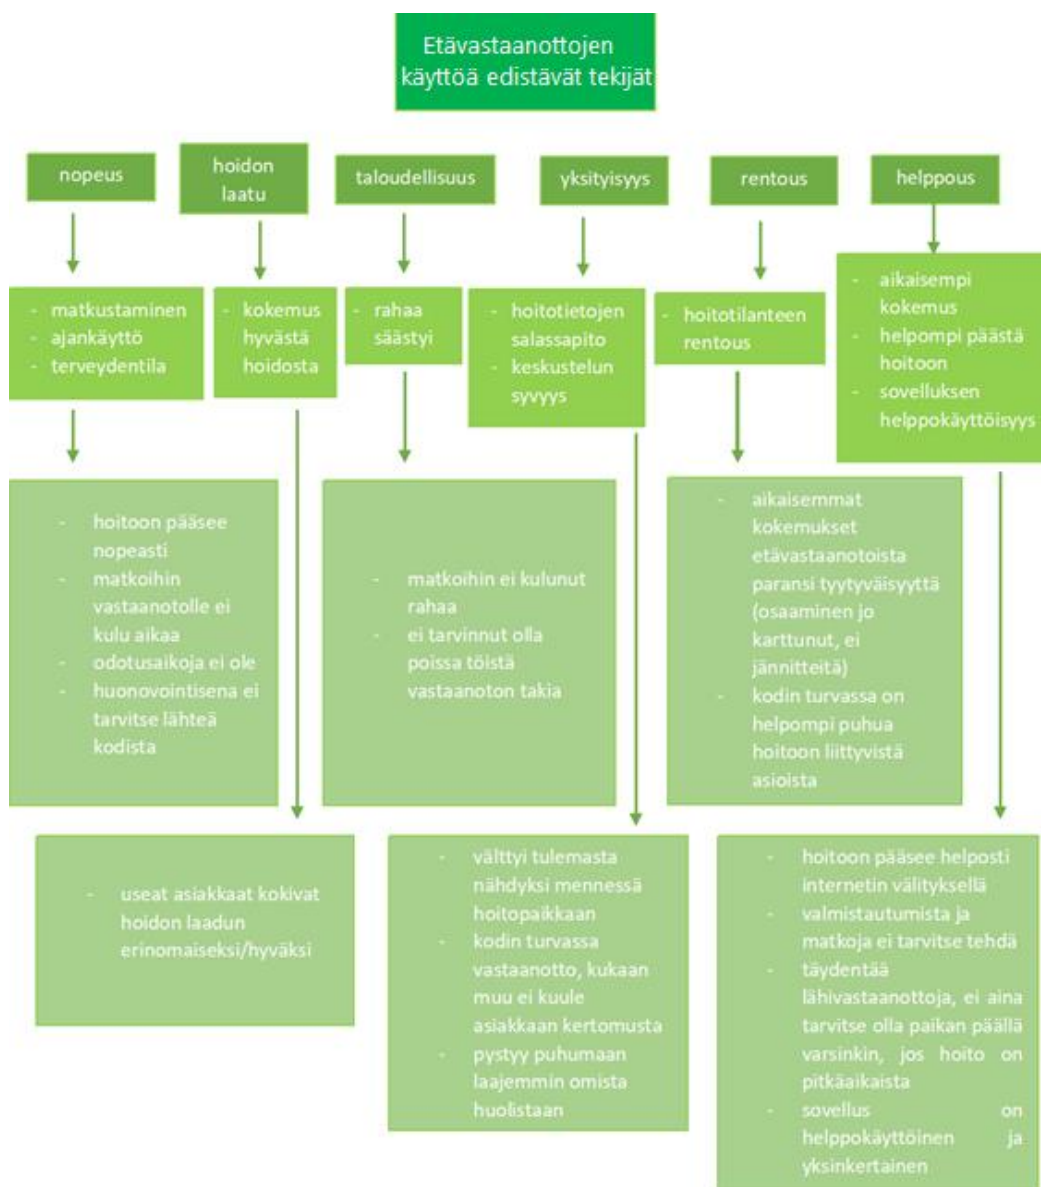 Etävastaanottojen
käyttöä edistävät tekijät
nopeus
hoidon
laatu
taloudellisuus
yksityisyys
rentous
helppous
- matkustaminen
- ajankäyttö
- terveydentila
- kokemus
hyvästä
hoidosta
- rahaa
säästyi
- hoitotietojen
salassapito
- keskustelun
syvyys
- hoitotilanteen
rentous
- aikaisempi
kokemus
- helpompi päästä
hoitoon
- sovelluksen
helppokäyttöisyys
- hoitoon pääsee
nopeasti
- matkoihin
vastaanotolle ei
kulu aikaa
- odotusaikoja ei ole
- huonovointisena ei
tarvitse lähteä
kodista
- matkoihin ei kulunut
rahaa
- ei tarvinnut olla
poissa töistä
vastaanoton takia
- aikaisemmat
kokemukset
etävastaanotoista
paransi tyytyväisyyttä
(osaaminen jo
karttunut, ei
jännitteitä)
- kodin turvassa on
helpompi puhua
hoitoon liittyvistä
asioista
- useat asiakkaat kokivat
hoidon laadun
erinomaiseksi/hyväksi
- välttyi tulemasta
nähdyksi mennessä
hoitopaikkaan
- kodin turvassa
vastaanotto, kukaan
muu ei kuule
asiakkaan kertomusta
- pystyy puhumaan
laajemmin omista
huolistaan
- hoitoon pääsee helposti
internetin välityksellä
- valmistautumista ja
matkoja ei tarvitse tehdä
- täydentää
lähivastaanottoja, ei aina
tarvitse olla paikan päällä
varsinkin, jos hoito on
pitkäaikaista
- sovellus on
helppokäyttöinen ja
yksinkertainen